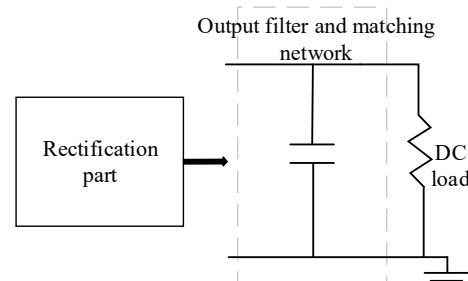 Output filter and matching
network
Rectification
part
DC
load